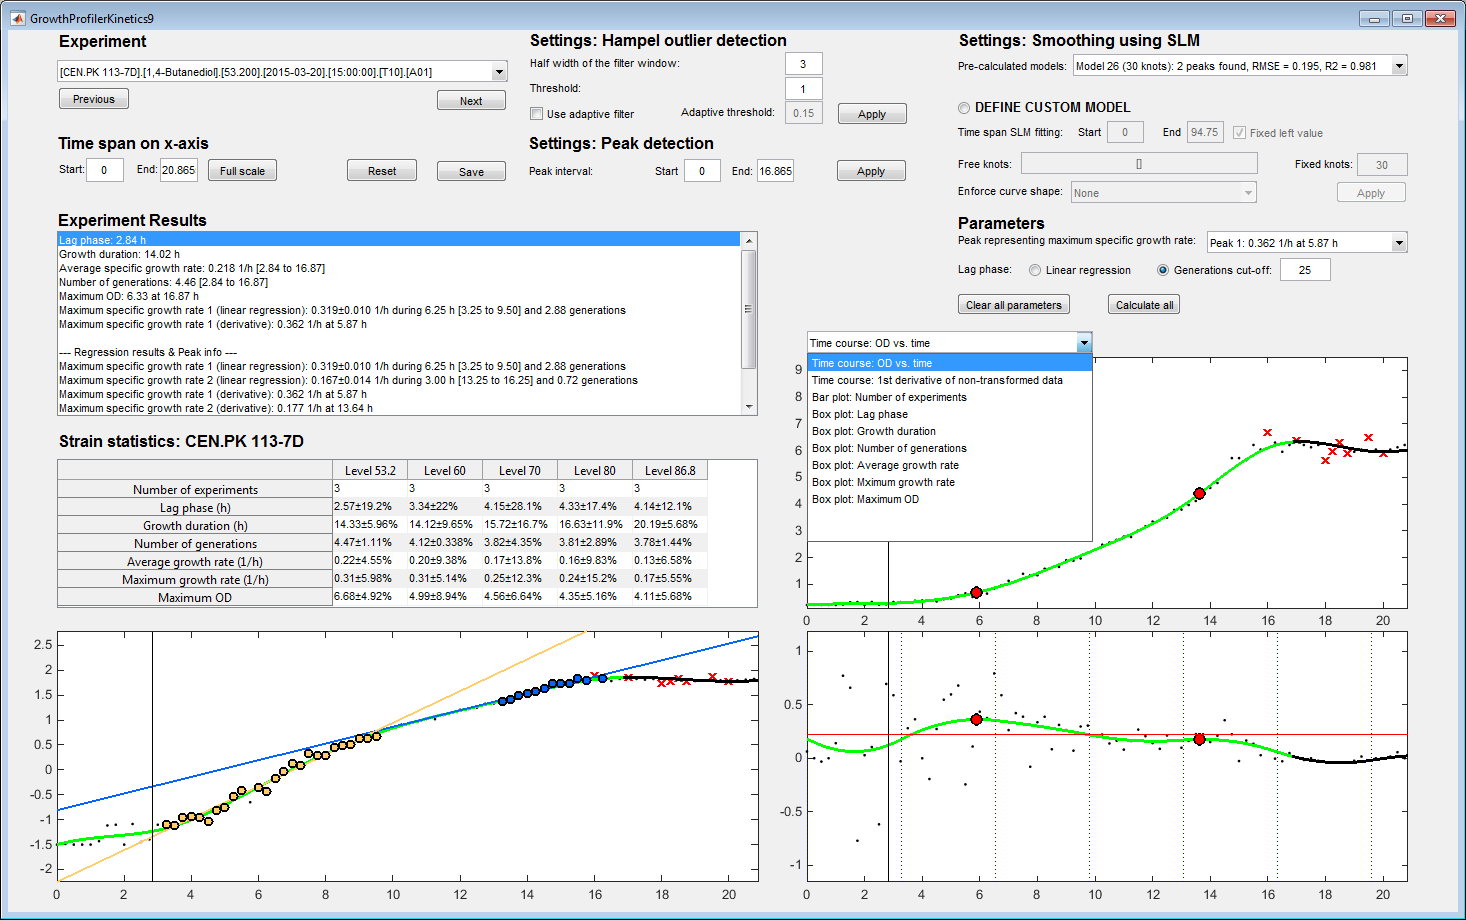 GrowthProfilerKinetics9
Experiment
[CEN.PK 113-7D].[1,4-Butanediol].[53.200].[2015-03-20].[15:00:00].[T10].[A01]
Previous
Next
Time span on x-axis
Start: 0 End: 20.865 Full scale Reset Save
Settings: Hampel outlier detection
Half width of the filter window: 3
Threshold: 1
Use adaptive filter Adaptive threshold: 0.15 Apply
Settings: Peak detection
Peak interval: Start 0 End: 16.865 Apply
Settings: Smoothing using SLM
Pre-calculated models: Model 26 (30 knots): 2 peaks found, RMSE = 0.195, R2 = 0.981
DEFINE CUSTOM MODEL
Time span SLM fitting: Start 0 End 94.75 Fixed left value
Free knots: [] Fixed knots: 30
Enforce curve shape: None Apply
Parameters
Peak representing maximum specific growth rate: Peak 1: 0.362 1/h at 5.87 h
Lag phase: Linear regression Generations cut-off: 25
Clear all parameters Calculate all
Experiment Results
Lag phase: 2.84 h
Growth duration: 14.02 h
Average specific growth rate: 0.218 1/h [2.84 to 16.87]
Number of generations: 4.46 [2.84 to 16.87]
Maximum OD: 6.33 at 16.87 h
Maximum specific growth rate 1 (linear regression): 0.319±0.010 1/h during 6.25 h [3.25 to 9.50] and 2.88 generations
Maximum specific growth rate 1 (derivative): 0.362 1/h at 5.87 h
--- Regression results & Peak info ---
Maximum specific growth rate 1 (linear regression): 0.319±0.010 1/h during 6.25 h [3.25 to 9.50] and 2.88 generations
Maximum specific growth rate 2 (linear regression): 0.167±0.014 1/h during 3.00 h [13.25 to 16.25] and 0.72 generations
Maximum specific growth rate 1 (derivative): 0.362 1/h at 5.87 h
Maximum specific growth rate 2 (derivative): 0.177 1/h at 13.64 h
Strain statistics: CEN.PK 113-7D
Level 53.2 Level 60 Level 70 Level 80 Level 86.8
Number of experiments 3 3 3 3 3
Lag phase (h) 2.57±19.2% 3.34±22% 4.15±28.1% 4.33±17.4% 4.14±12.1%
Growth duration (h) 14.33±5.96% 14.12±9.65% 15.72±16.7% 16.63±11.9% 20.19±5.68%
Number of generations 4.47±1.11% 4.12±0.338% 3.82±4.35% 3.81±2.89% 3.78±1.44%
Average growth rate (1/h) 0.22±4.55% 0.20±9.38% 0.17±13.8% 0.16±9.83% 0.13±6.58%
Maximum growth rate (1/h) 0.31±5.98% 0.31±5.14% 0.25±12.3% 0.24±15.2% 0.17±5.55%
Maximum OD 6.68±4.92% 4.99±8.94% 4.56±6.64% 4.35±5.16% 4.11±5.68%
Time course: OD vs. time
Time course: OD vs. time
Time course: 1st derivative of non-transformed data
Bar plot: Number of experiments
Box plot: Lag phase
Box plot: Growth duration
Box plot: Number of generations
Box plot: Average growth rate
Box plot: Mximum growth rate
Box plot: Maximum OD
9
8
7
6
5
4
3
2
1
0 2 4 6 8 10 12 14 16 18 20
2.5
2
1.5
1
0.5
0
-0.5
-1
-1.5
-2
0 2 4 6 8 10 12 14 16 18 20
1
0.5
0
-0.5
-1
0 2 4 6 8 10 12 14 16 18 20